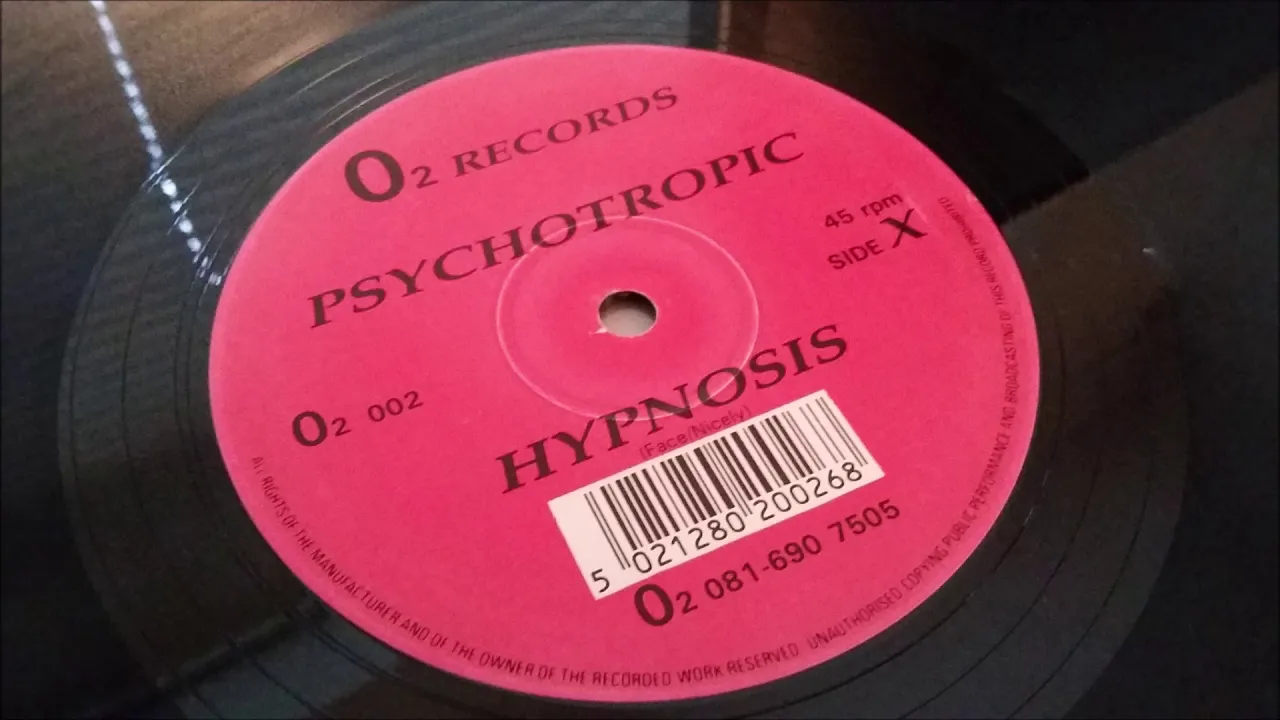 O2 RECORDS
PSYCHOTROPIC
45 rpm
SIDE X
O2 002
HYPNOSIS
(Face/Nicely)
5 021280 200268
O2 081-690 7505
ALL RIGHTS OF THE MANUFACTURER AND OF THE OWNER OF THE RECORDED WORK RESERVED UNAUTHORISED COPYING PUBLIC PERFORMANCE AND BROADCASTING OF THIS RECORD PROHIBITED